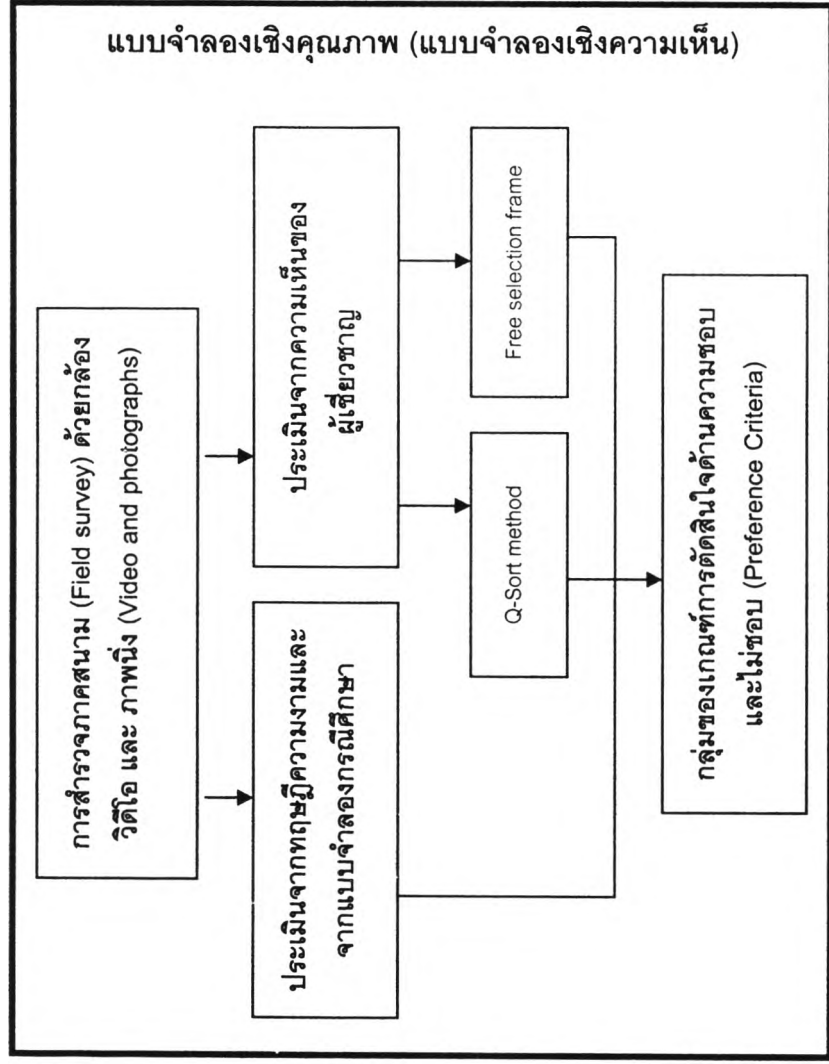 แบบจำลองเชิงคุณภาพ (แบบจำลองเชิงความเห็น)
การสำรวจภาคสนาม (Field survey) ด้วยกล้อง
วิดีโอ และ ภาพนิ่ง (Video and photographs)
ประเมินจากทฤษฎีความงามและ
จากแบบจำลองกรณีศึกษา
ประเมินจากความเห็นของ
ผู้เชี่ยวชาญ
Q-Sort method
Free selection frame
กลุ่มของเกณฑ์การตัดสินใจด้านความชอบ
และไม่ชอบ (Preference Criteria)